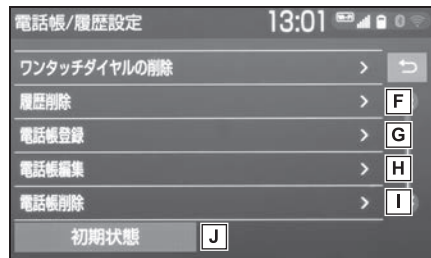 電話帳/履歴設定 13:01
ワンタッチダイヤルの削除
履歴削除 F
電話帳登録 G
電話帳編集 H
電話帳削除 I
初期状態 J